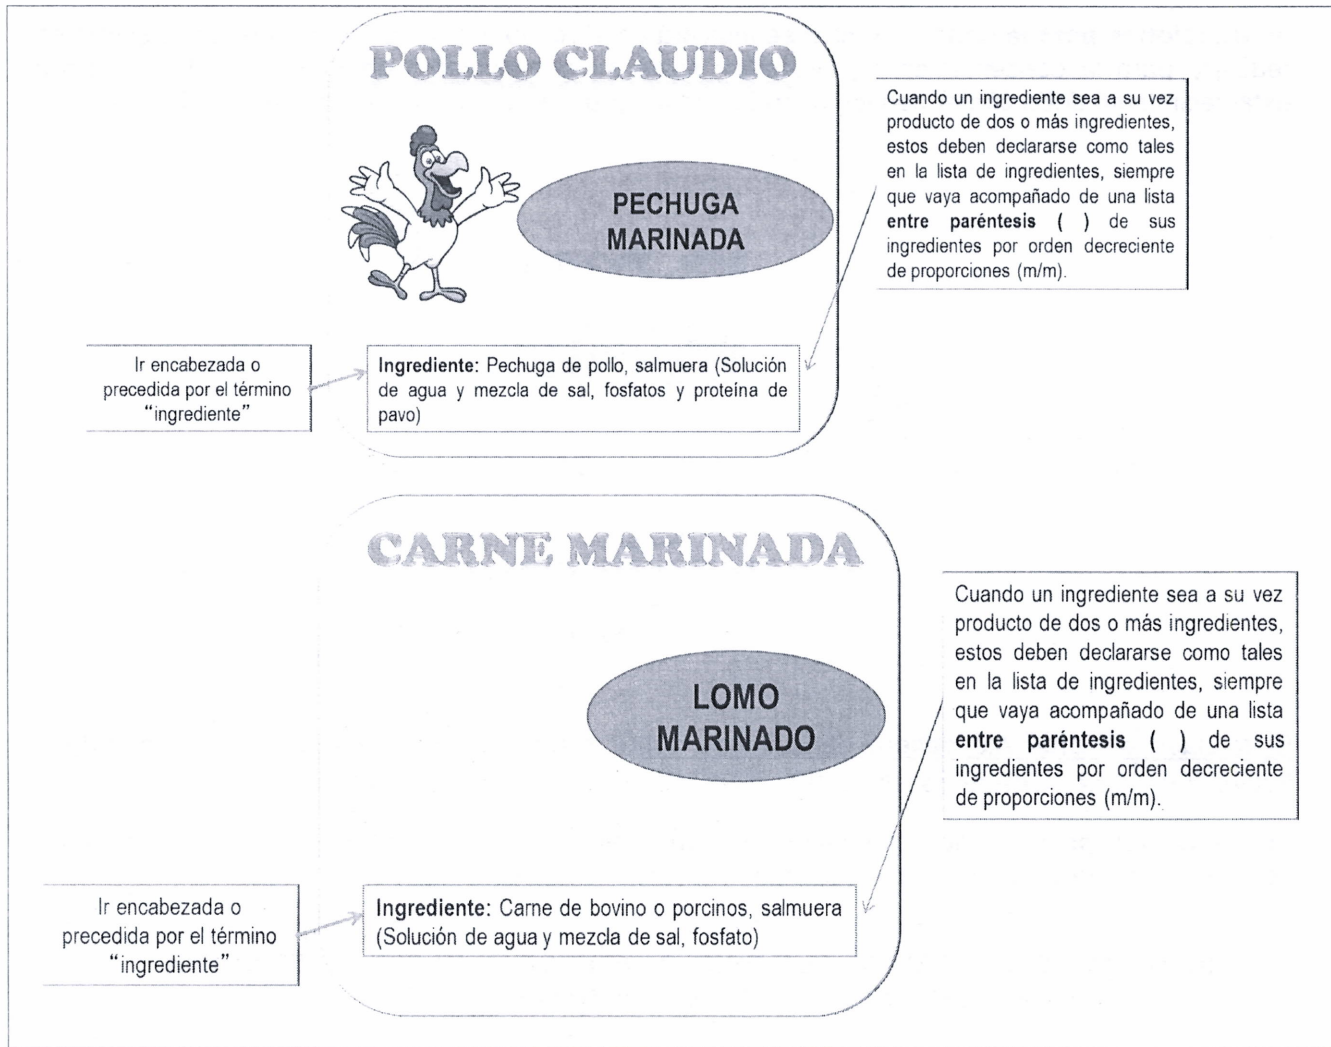 POLLO CLAUDIO
PECHUGA
MARINADA
Cuando un ingrediente sea a su vez
producto de dos o más ingredientes,
estos deben declararse como tales
en la lista de ingredientes, siempre
que vaya acompañado de una lista
entre paréntesis ( ) de sus
ingredientes por orden decreciente
de proporciones (m/m).
Ir encabezada o
precedida por el término
"ingrediente"
Ingrediente: Pechuga de pollo, salmuera (Solución
de agua y mezcla de sal, fosfatos y proteína de
pavo)
CARNE MARINADA
LOMO
MARINADO
Cuando un ingrediente sea a su vez
producto de dos o más ingredientes,
estos deben declararse como tales
en la lista de ingredientes, siempre
que vaya acompañado de una lista
entre paréntesis ( ) de sus
ingredientes por orden decreciente
de proporciones (m/m).
Ir encabezada o
precedida por el término
"ingrediente"
Ingrediente: Carne de bovino o porcinos, salmuera
(Solución de agua y mezcla de sal, fosfato)